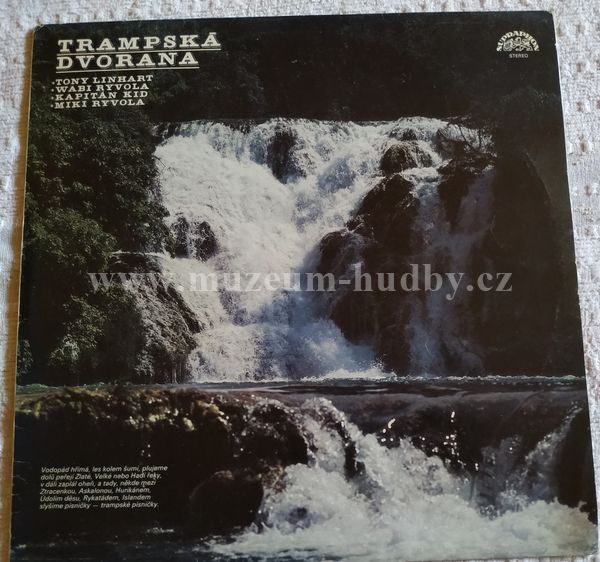 TRAMPSKÁ
DVORANA
• TONY LINHART
• WABI RYVOLA
• KAPITÁN KID
• MIKI RYVOLA
SUPRAPHON
STEREO
www.muzeum-hudby.cz
Vodopád hřímá, les kolem šumí, plujeme
dolů peřejí Zlaté, Velké nebo Hadí řeky,
v dáli zaplál oheň, a tady, někde mezi
Ztracenkou, Askalonou, Hurikánem,
Údolím děsu, Rykatádem, Islandem
slyšíme písničky — trampské písničky.